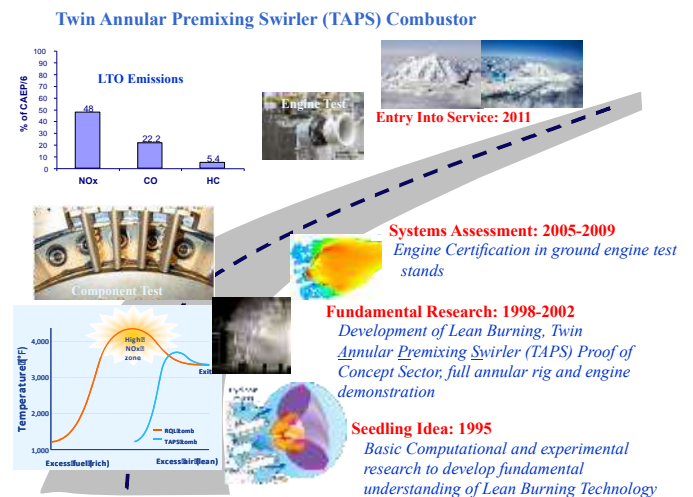 Twin Annular Premixing Swirler (TAPS) Combustor
LTO Emissions
% of CAEP/6
100
90
80
70
60
50
40
30
20
10
0
48
22.2
5.4
NOx CO HC
Engine Test
Entry Into Service: 2011
Component Test
Systems Assessment: 2005-2009
Engine Certification in ground engine test
stands
Fundamental Research: 1998-2002
Development of Lean Burning, Twin
Annular Premixing Swirler (TAPS) Proof of
Concept Sector, full annular rig and engine
demonstration
Seedling Idea: 1995
Basic Computational and experimental
research to develop fundamental
understanding of Lean Burning Technology
Temperature (°F)
4,000
3,000
2,000
1,000
High
NOx
zone
Exit
RQL comb
TAPS comb
Excess fuel (rich) Excess air (lean)